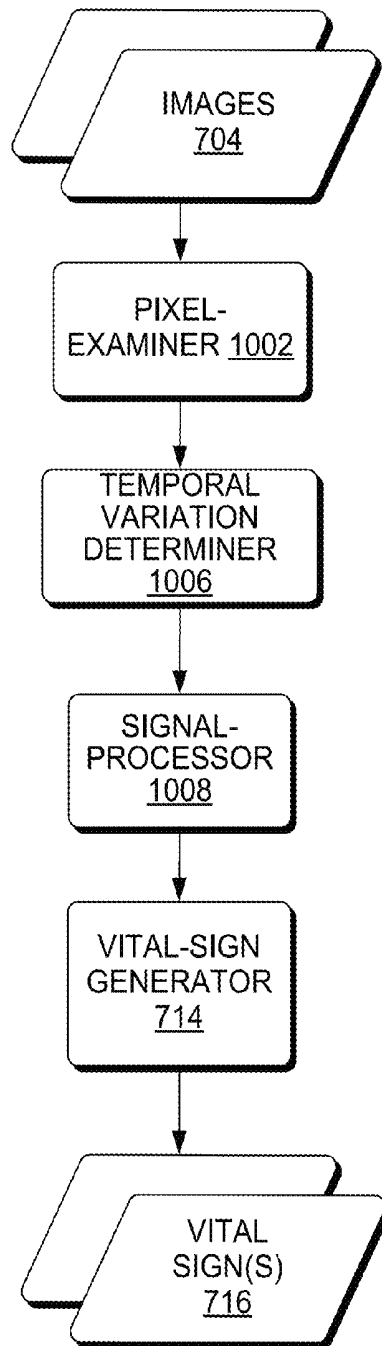 IMAGES
704
PIXEL-
EXAMINER 1002
TEMPORAL
VARIATION
DETERMINER
1006
SIGNAL-
PROCESSOR
1008
VITAL-SIGN
GENERATOR
714
VITAL
SIGN(S)
716